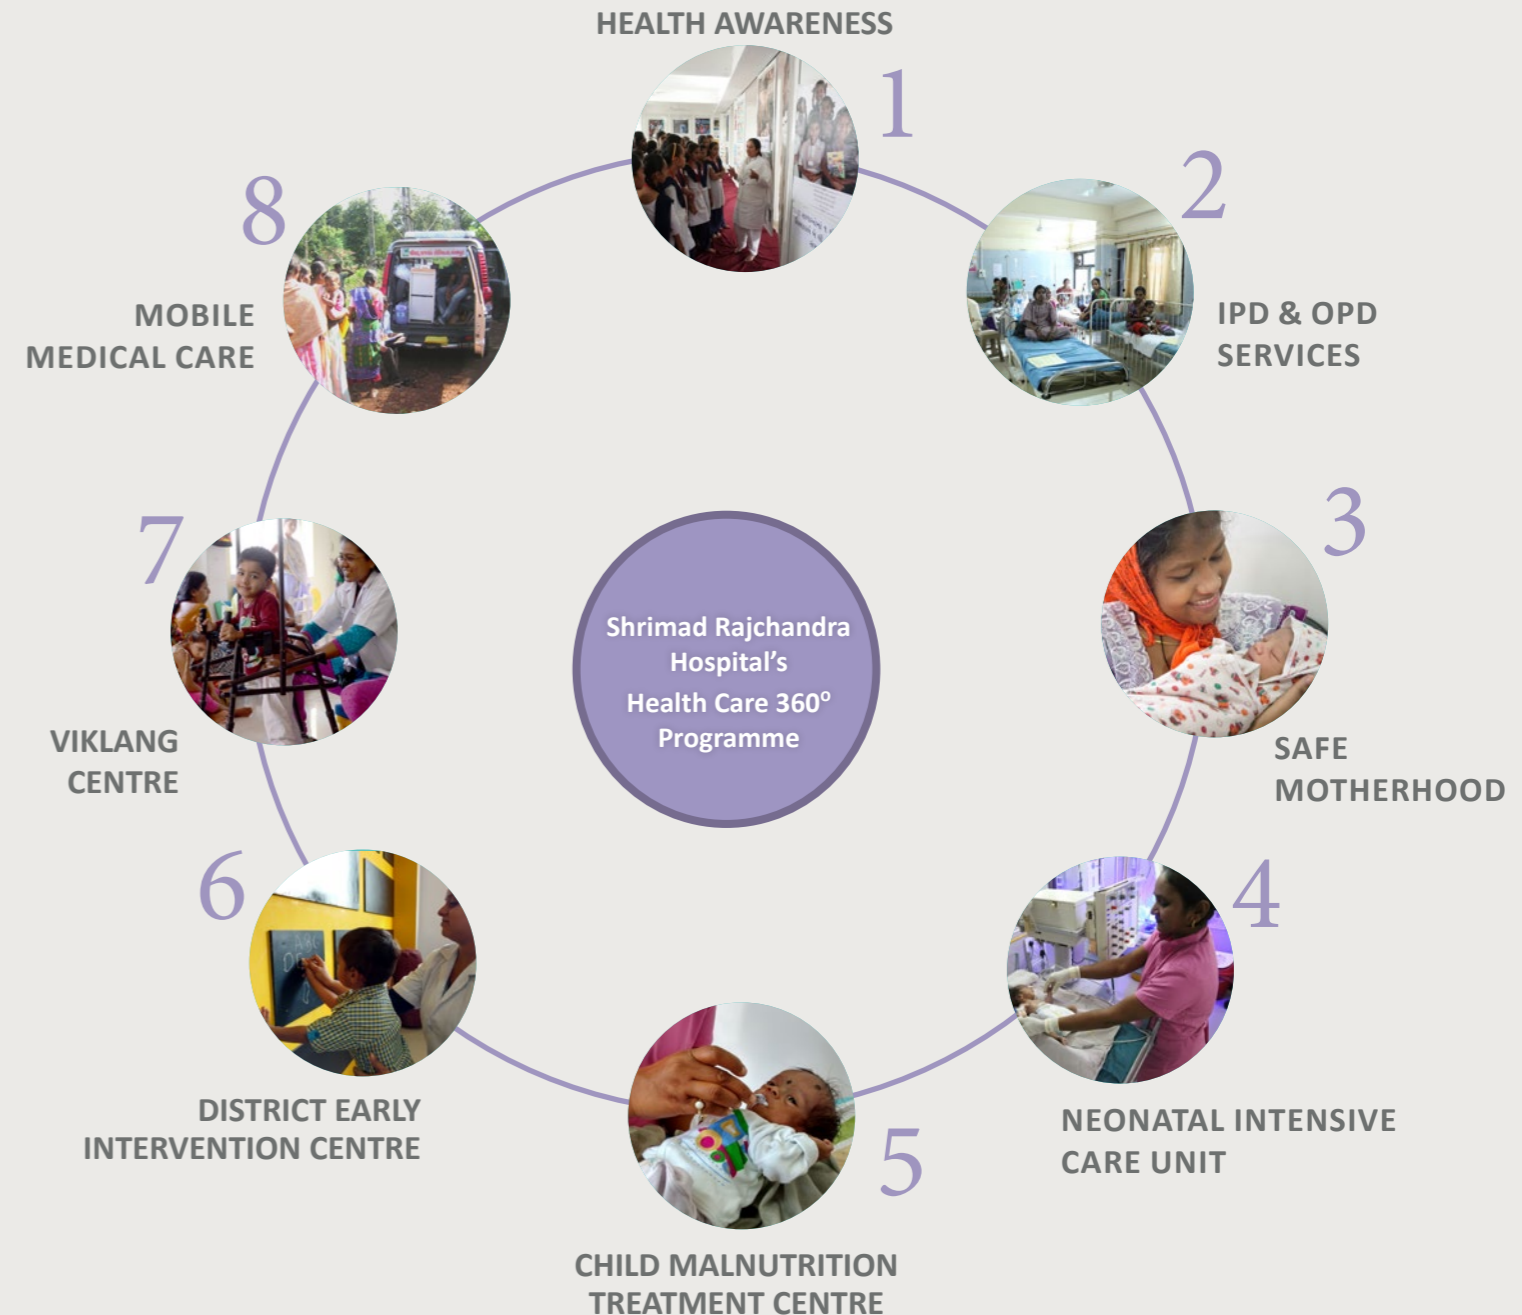 HEALTH AWARENESS
1
2
IPD & OPD
SERVICES
3
SAFE
MOTHERHOOD
4
NEONATAL INTENSIVE
CARE UNIT
5
CHILD MALNUTRITION
TREATMENT CENTRE
6
DISTRICT EARLY
INTERVENTION CENTRE
7
VIKLANG
CENTRE
8
MOBILE
MEDICAL CARE
Shrimad Rajchandra
Hospital’s
Health Care 360°
Programme